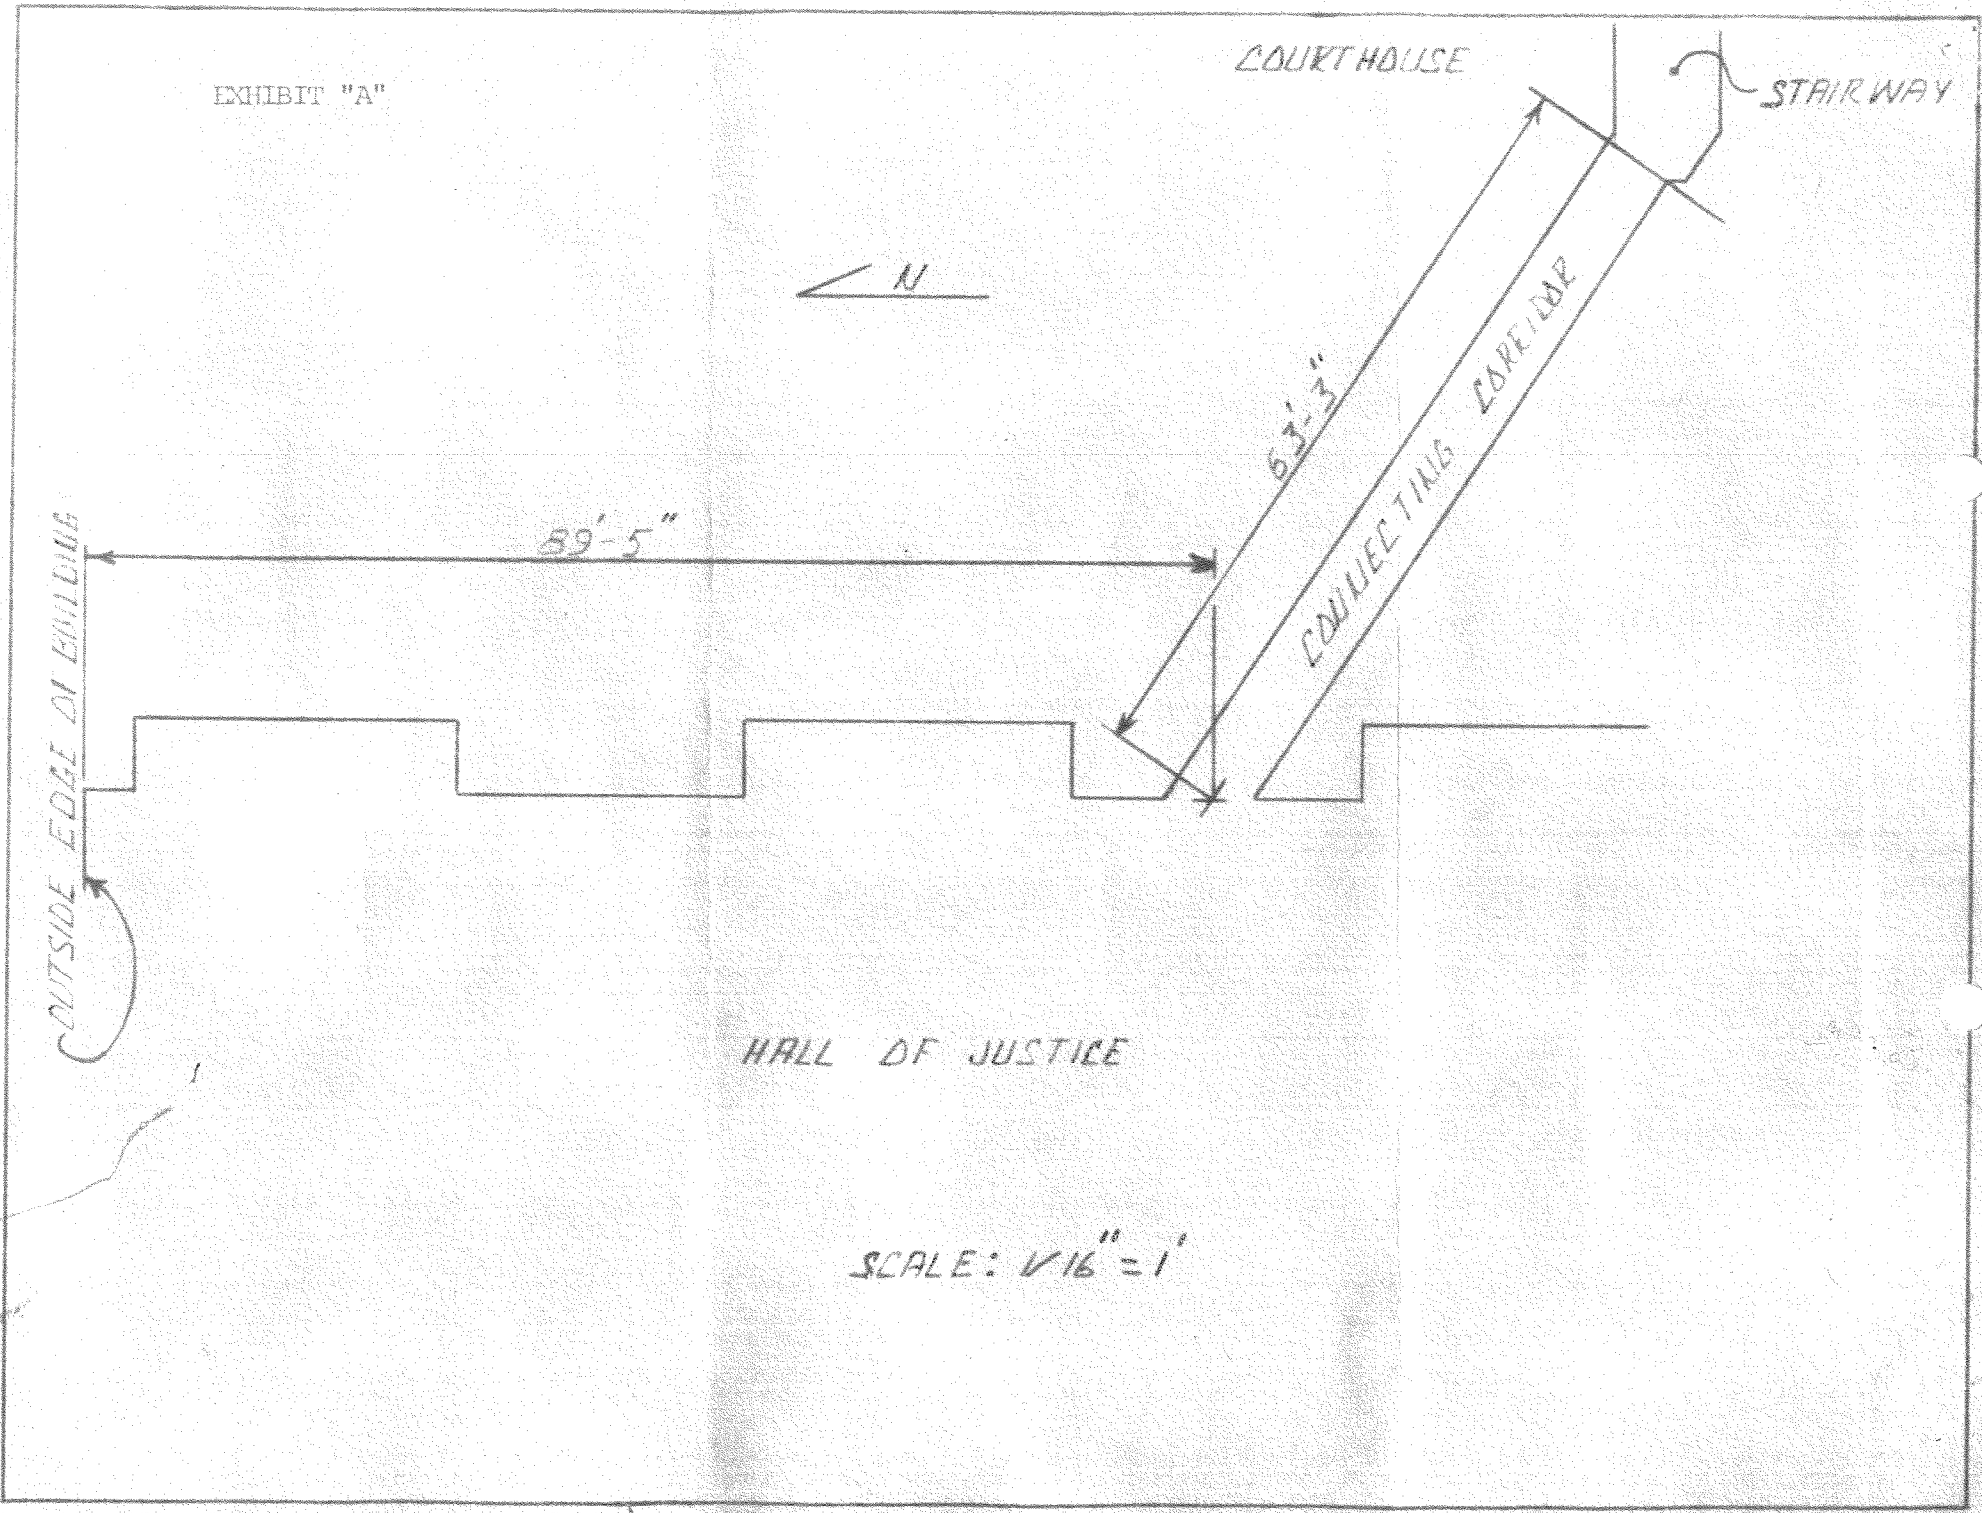 EXHIBIT "A"
COURTHOUSE
STAIRWAY
N
63'-3"
CONNECTING CORRIDOR
89'-5"
OUTSIDE EDGE OF BUILDING
HALL OF JUSTICE
SCALE: 1/16"=1'